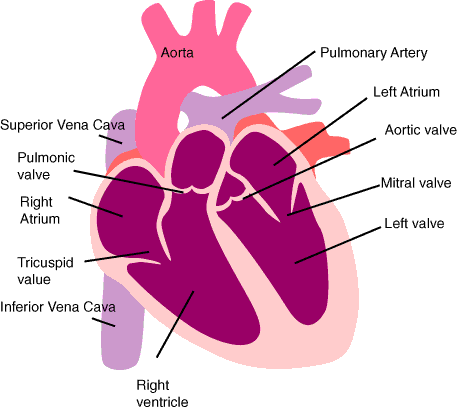 Aorta
Pulmonary Artery
Left Atrium
Superior Vena Cava
Aortic valve
Pulmonic
valve
Mitral valve
Right
Atrium
Left valve
Tricuspid
value
Inferior Vena Cava
Right
ventricle